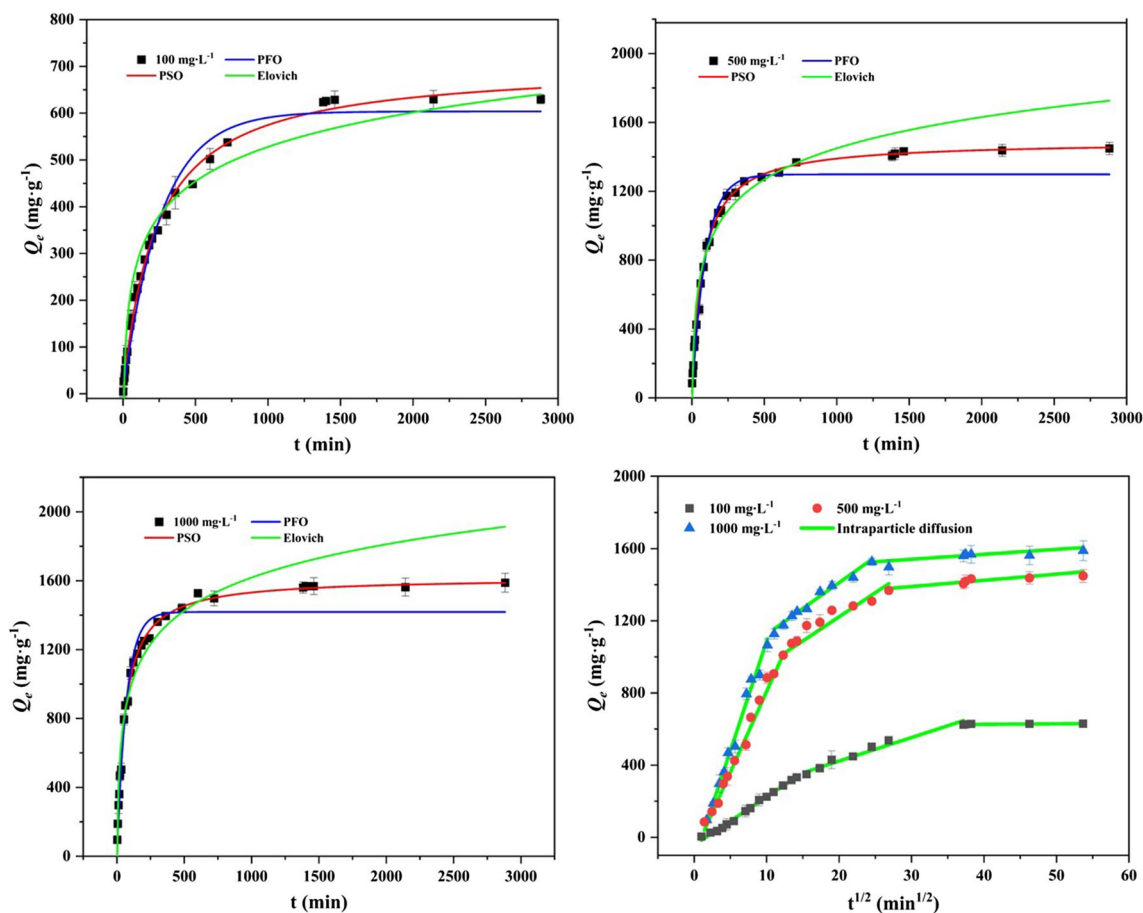 800
700
600
500
400
300
200
100
0
Qe (mg·g-1)
100 mg·L-1 PFO
PSO Elovich
0 500 1000 1500 2000 2500 3000
t (min)
2000
1600
1200
800
400
0
Qe (mg·g-1)
500 mg·L-1 PFO
PSO Elovich
0 500 1000 1500 2000 2500 3000
t (min)
2000
1600
1200
800
400
0
Qe (mg·g-1)
1000 mg·L-1 PFO
PSO Elovich
0 500 1000 1500 2000 2500 3000
t (min)
2000
1600
1200
800
400
0
Qe (mg·g-1)
100 mg·L-1 500 mg·L-1
1000 mg·L-1 Intraparticle diffusion
0 10 20 30 40 50 60
t1/2 (min1/2)